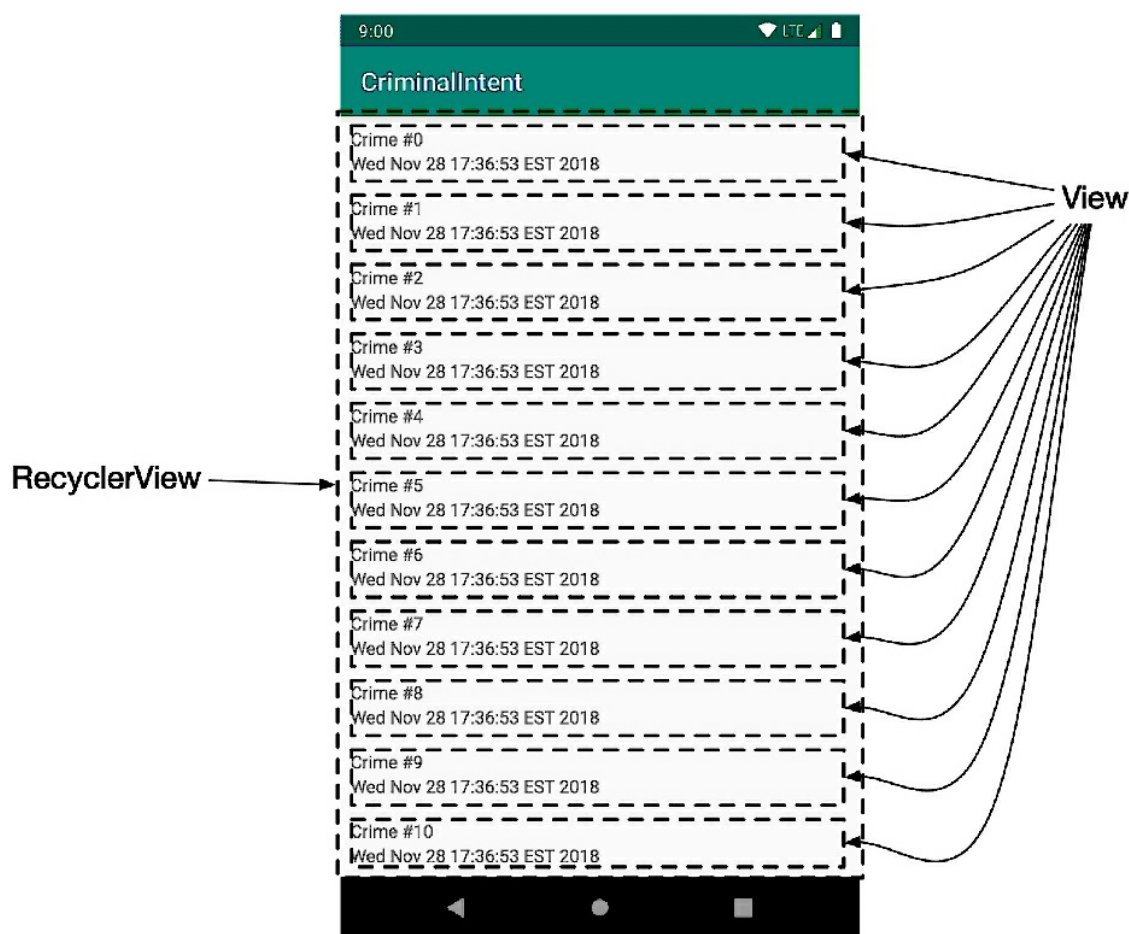 9:00
LTE
CriminalIntent
Crime #0
Wed Nov 28 17:36:53 EST 2018
View
Crime #1
Wed Nov 28 17:36:53 EST 2018
Crime #2
Wed Nov 28 17:36:53 EST 2018
Crime #3
Wed Nov 28 17:36:53 EST 2018
Crime #4
Wed Nov 28 17:36:53 EST 2018
RecyclerView
Crime #5
Wed Nov 28 17:36:53 EST 2018
Crime #6
Wed Nov 28 17:36:53 EST 2018
Crime #7
Wed Nov 28 17:36:53 EST 2018
Crime #8
Wed Nov 28 17:36:53 EST 2018
Crime #9
Wed Nov 28 17:36:53 EST 2018
Crime #10
Wed Nov 28 17:36:53 EST 2018